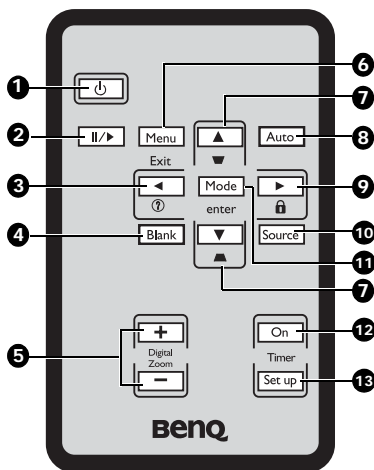 6
7
1
2
II/▶
Menu
Auto
8
Exit
3
Mode
9
enter
4
Blank
Source
10
11
7
+
On
12
5
Digital
Zoom
Timer
−
Set up
13
BenQ